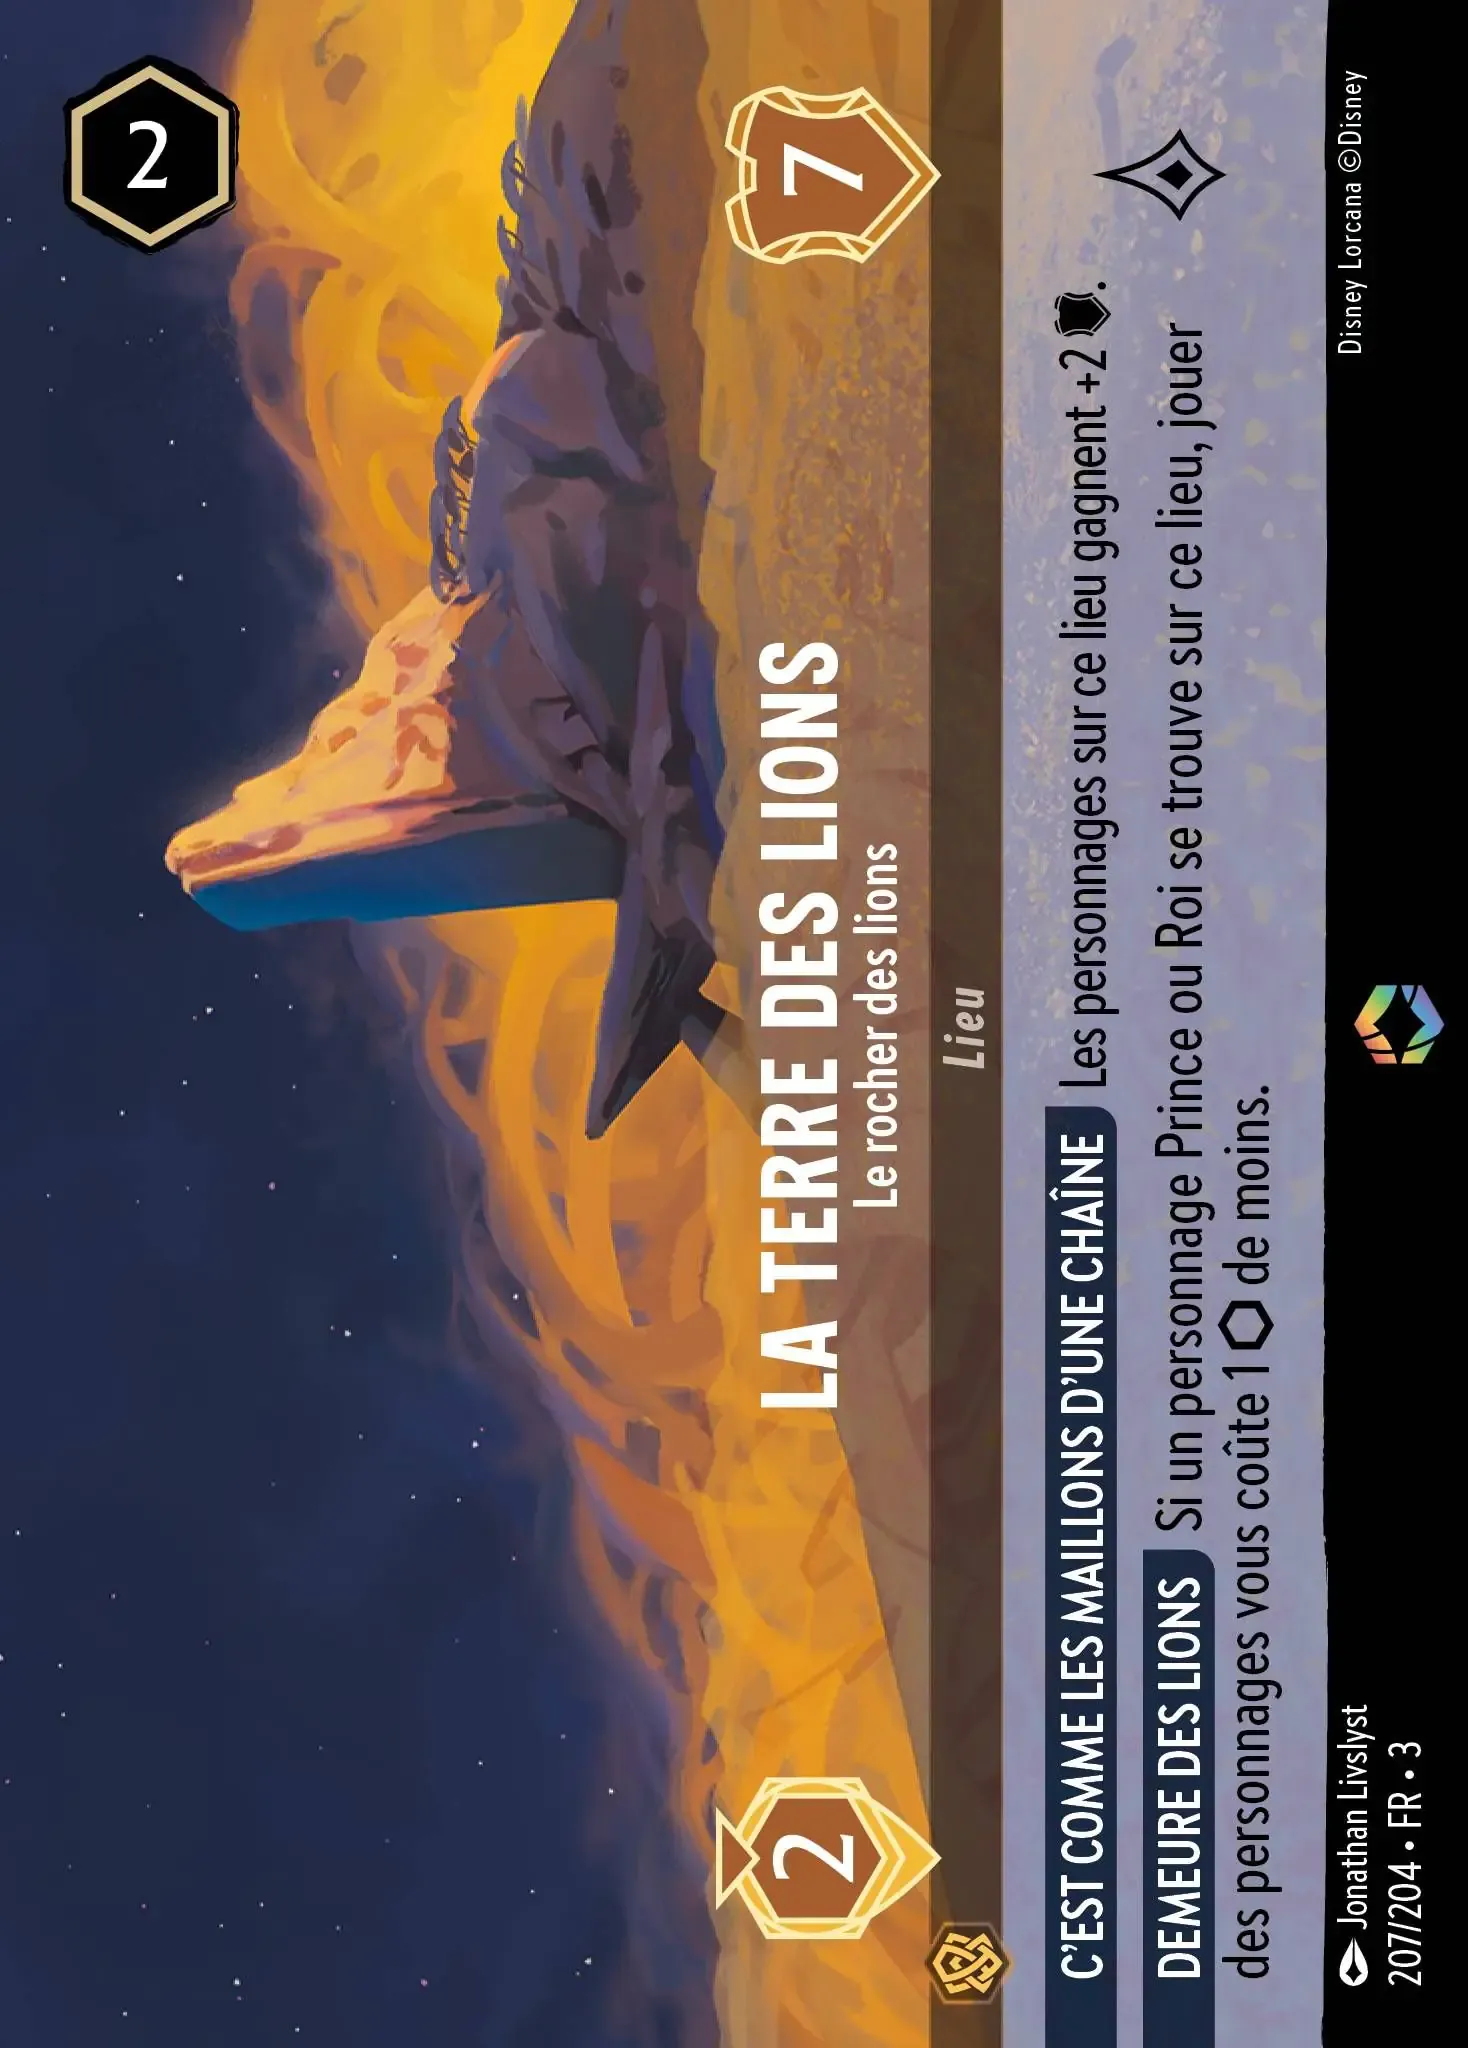 2
LA TERRE DES LIONS
Le rocher des lions
2
7
Lieu
C'EST COMME LES MAILLONS D'UNE CHAÎNE Les personnages sur ce lieu gagnent +2.
DEMEURE DES LIONS Si un personnage Prince ou Roi se trouve sur ce lieu, jouer
des personnages vous coûte 1 de moins.
Jonathan Livslyst
Disney Lorcana ©Disney
207/204 • FR • 3